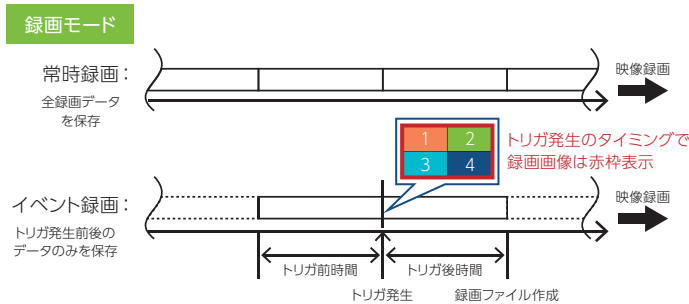 録画モード
常時録画：
全録画データ
を保存
映像録画
1 2
3 4
トリガ発生のタイミングで
録画画像は赤枠表示
イベント録画：
トリガ発生前後の
データのみを保存
映像録画
トリガ前時間 トリガ後時間
トリガ発生 録画ファイル作成